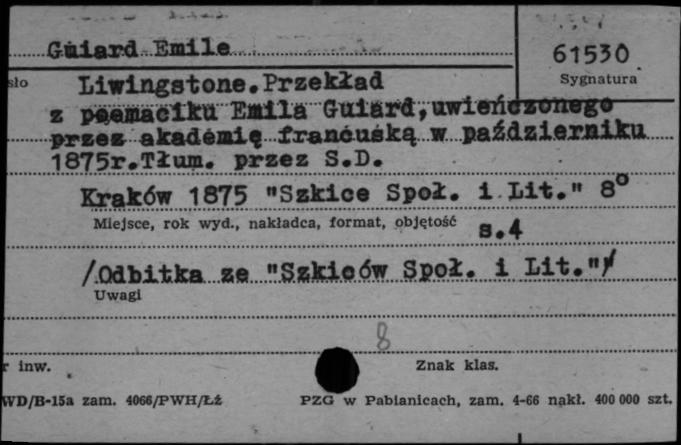 Guiard Emile
61530
Sygnatura
sło
Liwingstone.Przekład
z poemaciku Emila Guiard,uwieńczonego
przez akadémię francuską w październiku
1875r.Tłum. przez S.D.
Kraków 1875 "Szkice Społ. i Lit." 8°
Miejsce, rok wyd., nakładca, format, objętość
s.4
/Odbitka ze "Szkiców Społ. i Lit."/
Uwagi
8
r inw.
Znak klas.
WD/B-15a zam. 4066/PWH/Łż
PZG w Pabianicach, zam. 4-66 nakł. 400 000 szt.